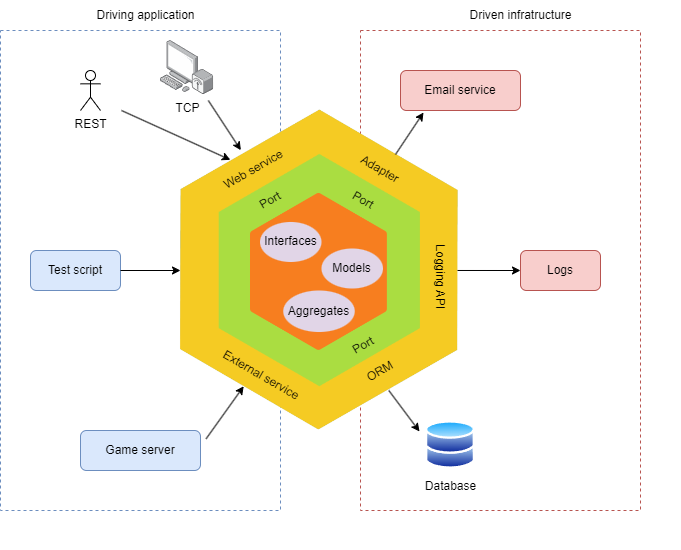 Driving application
Driven infratructure
REST
TCP
Email service
Web service
Adapter
Port
Port
Interfaces
Models
Aggregates
Test script
Logging API
Logs
Port
External service
ORM
Game server
Database